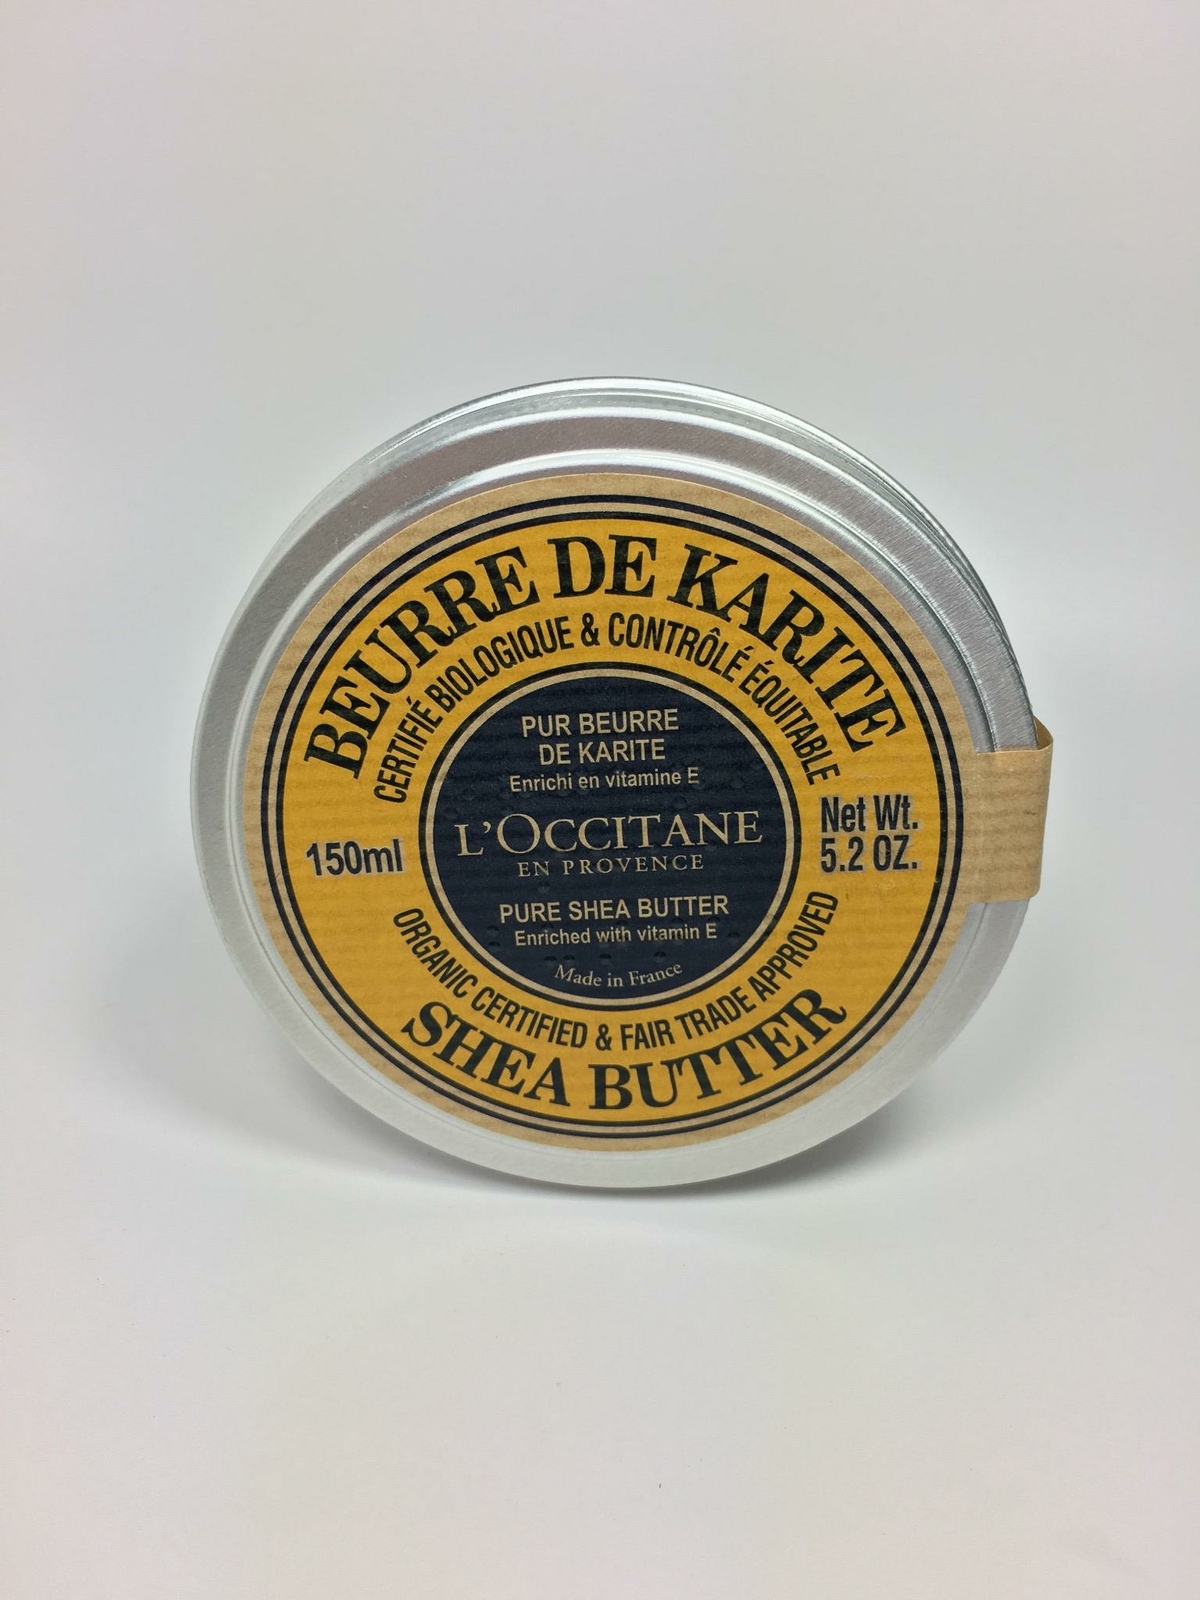 BEURRE DE KARITE
CERTIFIÉ BIOLOGIQUE & CONTRÔLÉ ÉQUITABLE
PUR BEURRE
DE KARITE
Enrichi en vitamine E
L'OCCITANE
EN PROVENCE
150ml
Net Wt.
5.2 OZ.
PURE SHEA BUTTER
Enriched with vitamin E
Made in France
ORGANIC CERTIFIED & FAIR TRADE APPROVED
SHEA BUTTER